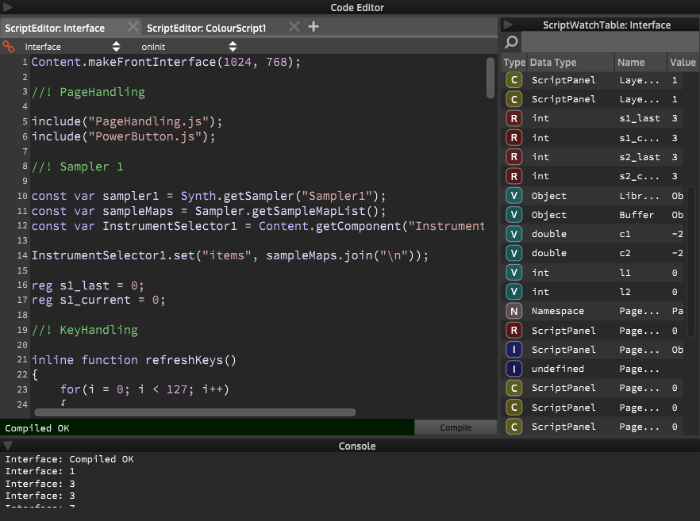 Code Editor
ScriptEditor: Interface
ScriptEditor: ColourScript1
Interface
onInit
1 Content.makeFrontInterface(1024, 768);
2
3 //! PageHandling
4
5 include("PageHandling.js");
6 include("PowerButton.js");
7
8 //! Sampler 1
9
10 const var sampler1 = Synth.getSampler("Sampler1");
11 const var sampleMaps = Sampler.getSampleMapList();
12 const var InstrumentSelector1 = Content.getComponent("Instrument
13
14 InstrumentSelector1.set("items", sampleMaps.join("\n"));
15
16 reg s1_last = 0;
17 reg s1_current = 0;
18
19 //! KeyHandling
20
21 inline function refreshKeys()
22 {
23 for(i = 0; i < 127; i++)
24 {
Compiled OK
Compile
ScriptWatchTable: Interface
Type Data Type Name Value
C ScriptPanel Laye... 1
C ScriptPanel Laye... 1
R int s1_last 3
R int s1_c... 3
R int s2_last 3
R int s2_c... 3
V Object Libr... Ob
V Object Buffer Ob
V double c1 -2
V double c2 -2
V int l1 0
V int l2 0
N Namespace Page... Pa
R ScriptPanel Page... 0
I ScriptPanel Page... Ob
I undefined Page...
C ScriptPanel Page... 0
C ScriptPanel Page... 0
C ScriptPanel Page... 0
Console
Interface: Compiled OK
Interface: 1
Interface: 3
Interface: 3
Interface: 7